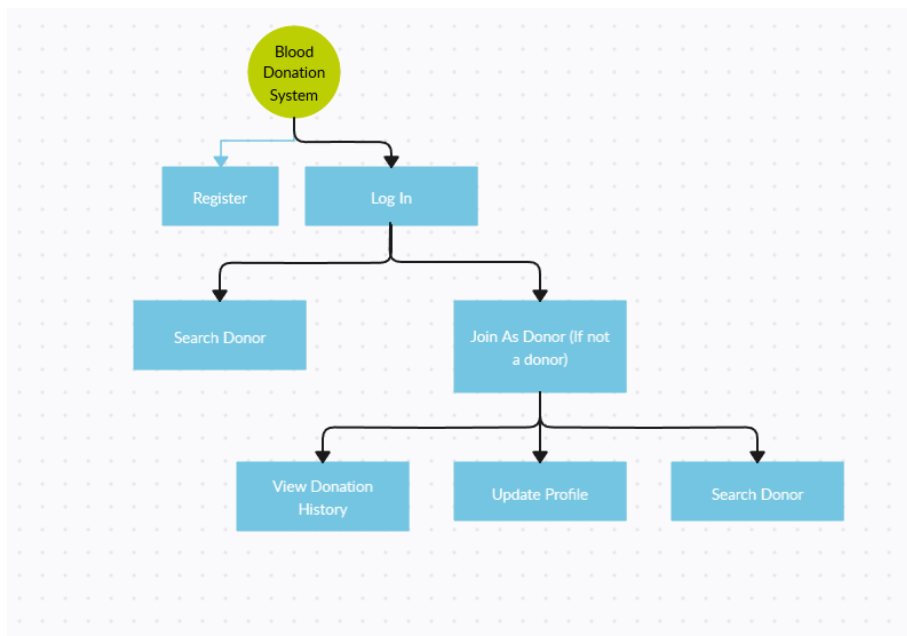 Blood
Donation
System
Register
Log In
Search Donor
Join As Donor (If not
a donor)
View Donation
History
Update Profile
Search Donor